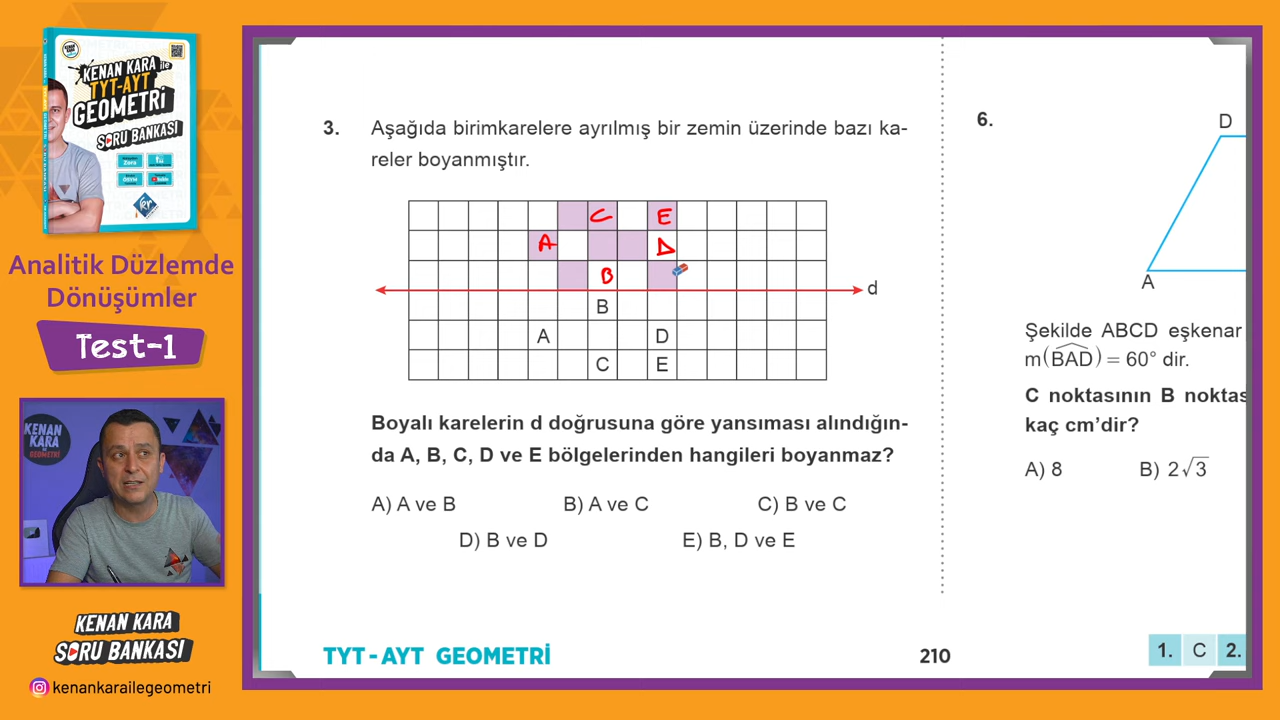 KENAN KARA
KENAN KARA ile
TYT-AYT
GEOMETRİ
SORU BANKASI
Analitik Düzlemde
Dönüşümler
Test-1
KENAN
KARA
GEOMETRİ
KENAN KARA
SORU BANKASI
kenankarailegeometri
3. Aşağıda birimkarelere ayrılmış bir zemin üzerinde bazı ka-
reler boyanmıştır.
C E
A D
B
d
B
A D
C E
Boyalı karelerin d doğrusuna göre yansıması alındığın-
da A, B, C, D ve E bölgelerinden hangileri boyanmaz?
A) A ve B B) A ve C C) B ve C
D) B ve D E) B, D ve E
TYT - AYT GEOMETRİ
210
6.
D
A
Şekilde ABCD eşkenar
m(BAD) = 60° dir.
C noktasının B noktas
kaç cm'dir?
A) 8 B) 2√3
1. C 2.